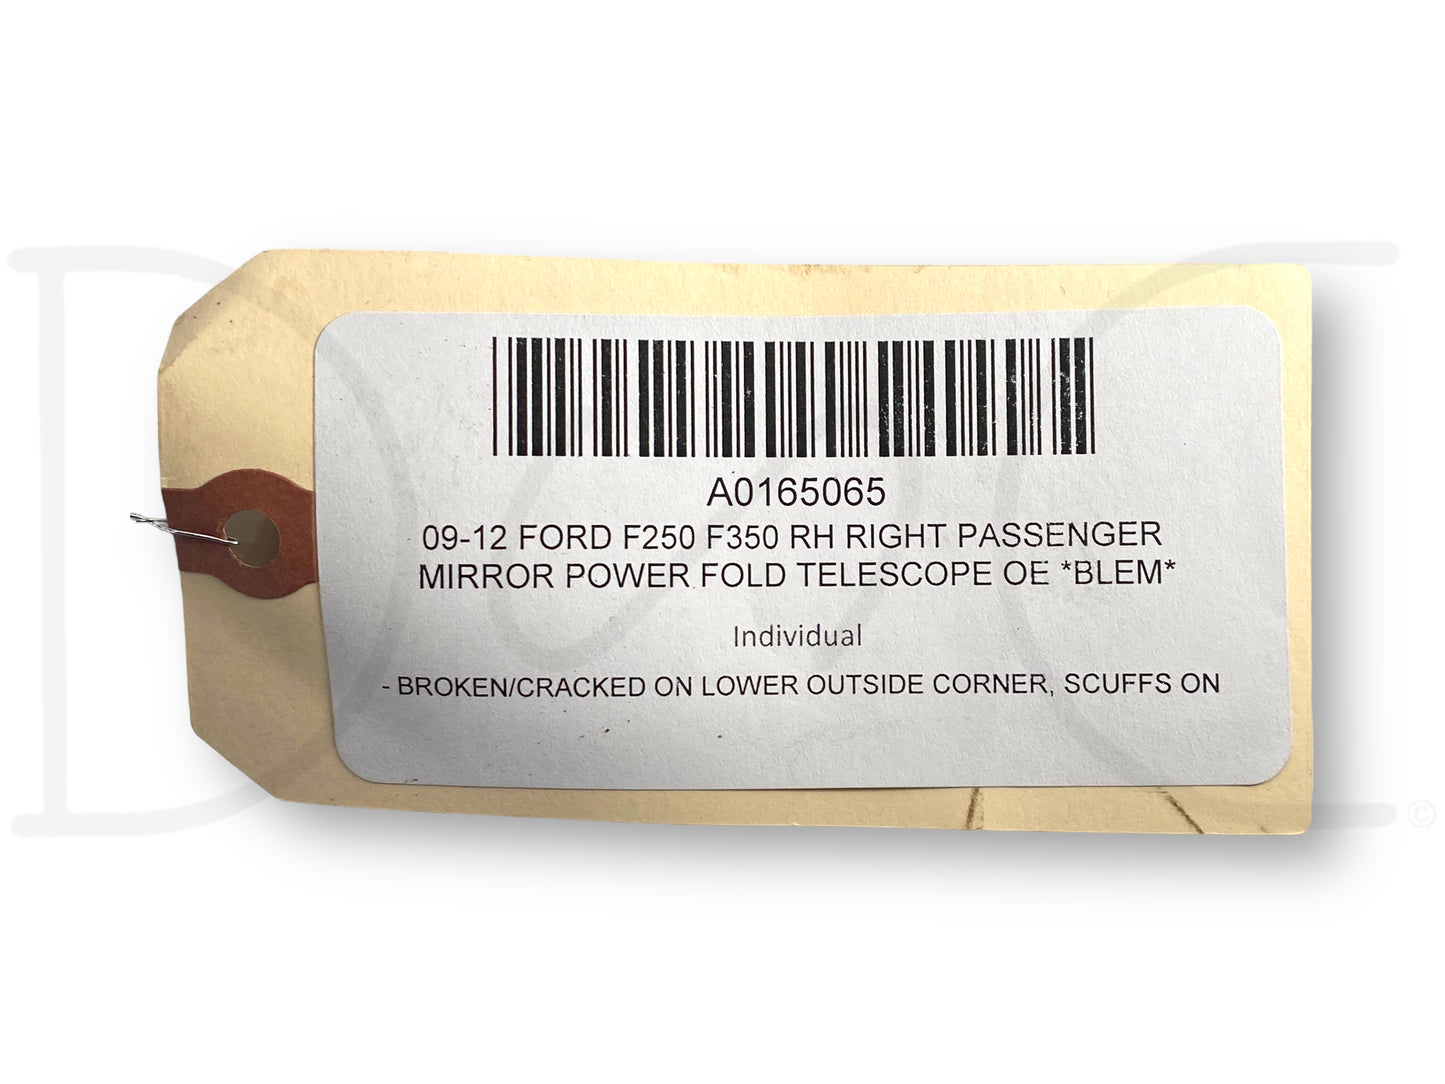 A0165065
09-12 FORD F250 F350 RH RIGHT PASSENGER
MIRROR POWER FOLD TELESCOPE OE *BLEM*
Individual
- BROKEN/CRACKED ON LOWER OUTSIDE CORNER, SCUFFS ON
©